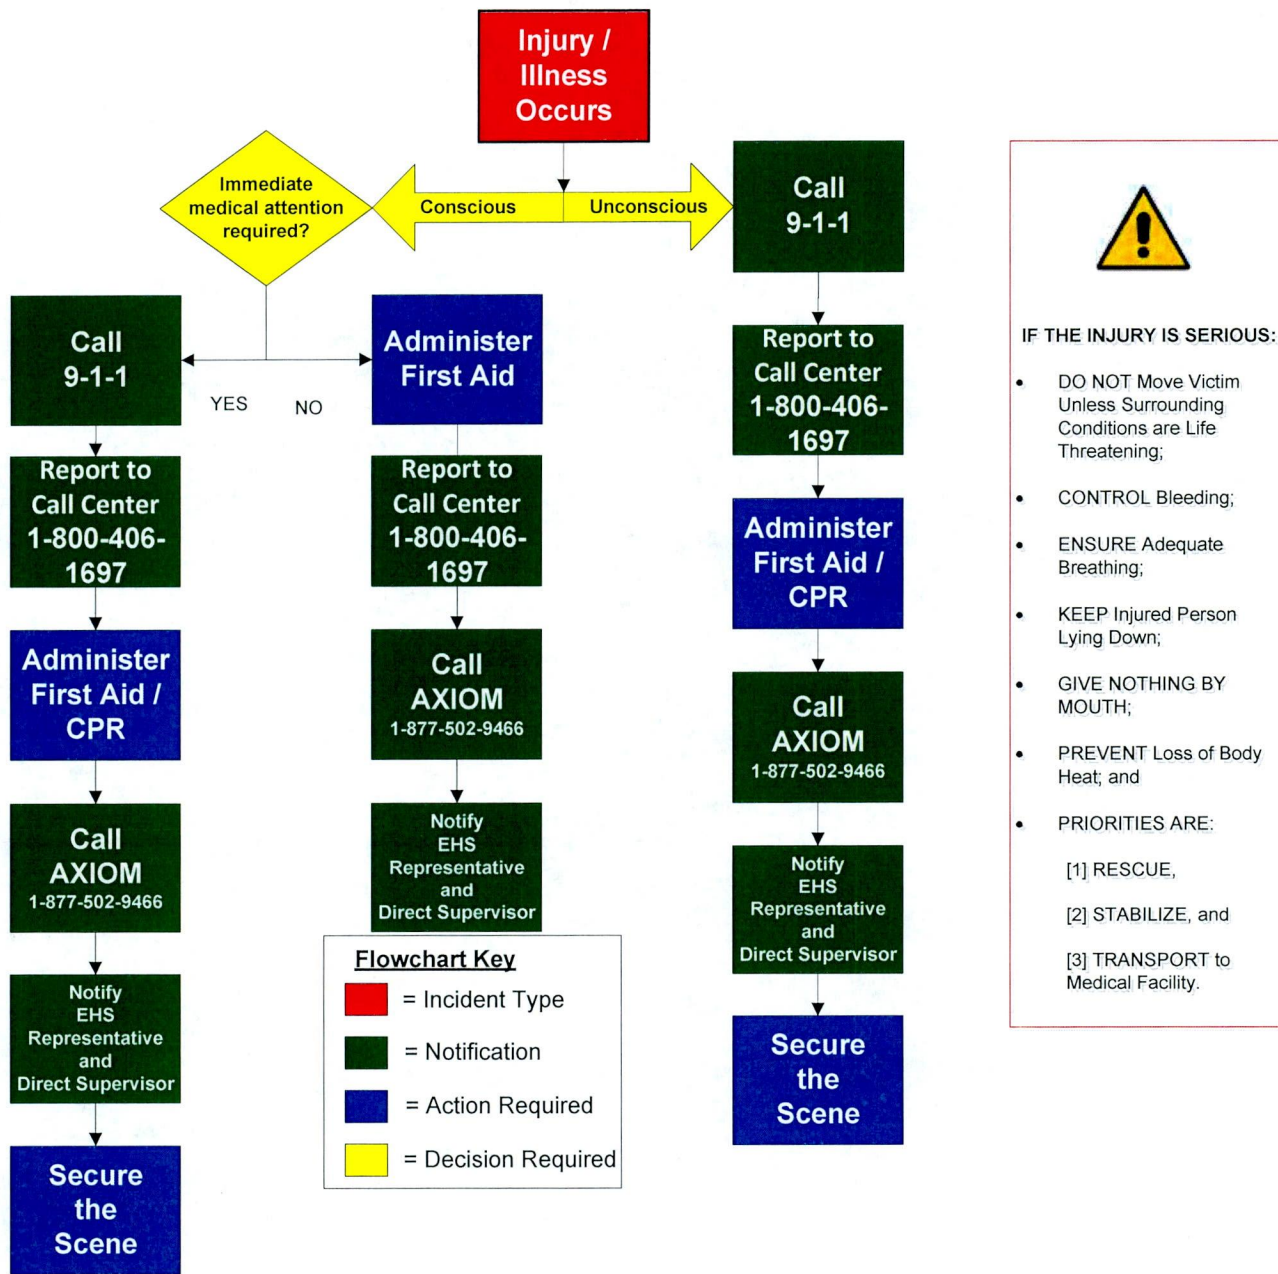 Injury /
Illness
Occurs
Immediate
medical attention
required?
Conscious
Unconscious
Call
9-1-1
Call
9-1-1
YES
NO
Administer
First Aid
Report to
Call Center
1-800-406-
1697
Report to
Call Center
1-800-406-
1697
Administer
First Aid /
CPR
Call
AXIOM
1-877-502-9466
Notify
EHS
Representative
and
Direct Supervisor
Secure
the
Scene
Report to
Call Center
1-800-406-
1697
Call
AXIOM
1-877-502-9466
Notify
EHS
Representative
and
Direct Supervisor
Flowchart Key
= Incident Type
= Notification
= Action Required
= Decision Required
Administer
First Aid /
CPR
Call
AXIOM
1-877-502-9466
Notify
EHS
Representative
and
Direct Supervisor
Secure
the
Scene
IF THE INJURY IS SERIOUS:
• DO NOT Move Victim
Unless Surrounding
Conditions are Life
Threatening;
• CONTROL Bleeding;
• ENSURE Adequate
Breathing;
• KEEP Injured Person
Lying Down;
• GIVE NOTHING BY
MOUTH;
• PREVENT Loss of Body
Heat; and
• PRIORITIES ARE:
[1] RESCUE,
[2] STABILIZE, and
[3] TRANSPORT to
Medical Facility.